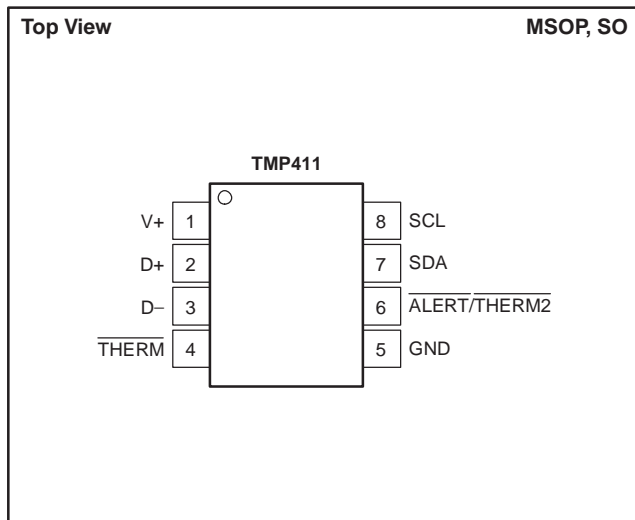 Top View MSOP, SO
TMP411
V+ 1 8 SCL
D+ 2 7 SDA
D− 3 6 ALERT/THERM2
THERM 4 5 GND